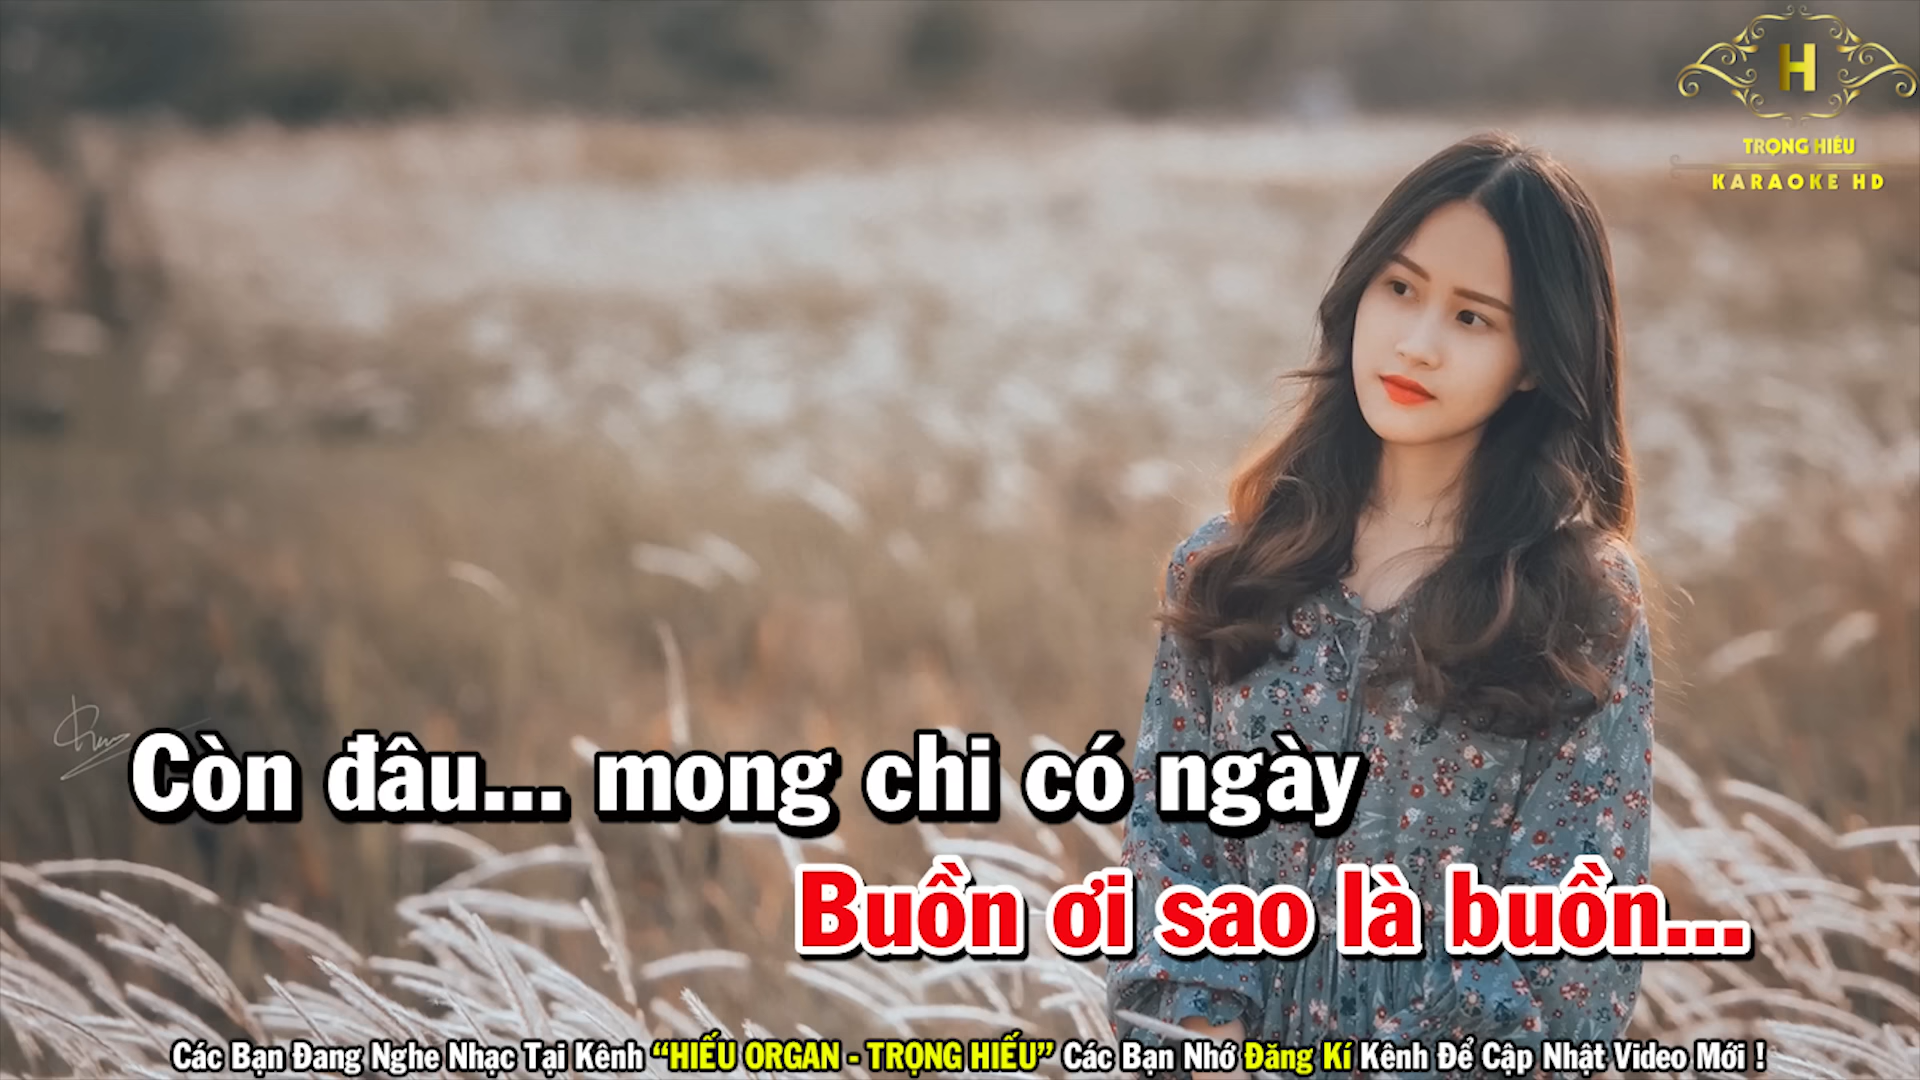 H
TRỌNG HIẾU
KARAOKE HD
Còn đâu... mong chi có ngày
Buồn ơi sao là buồn...
Các Bạn Đang Nghe Nhạc Tại Kênh “HIẾU ORGAN - TRỌNG HIẾU” Các Bạn Nhớ Đăng Kí Kênh Để Cập Nhật Video Mới !